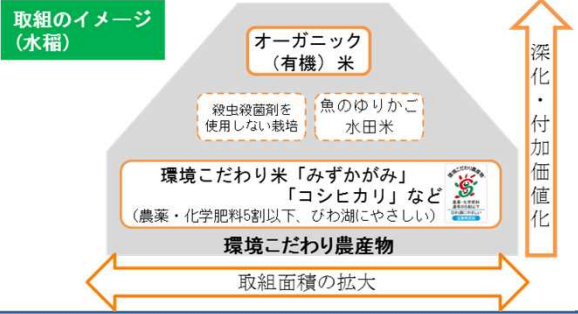 取組のイメージ
(水稲)
オーガニック
(有機)米
殺虫殺菌剤を
使用しない栽培
魚のゆりかご
水田米
環境こだわり米「みずかがみ」
「コシヒカリ」など
(農薬・化学肥料5割以下、びわ湖にやさしい)
環境こだわり農産物
取組面積の拡大
深化・付加価値化